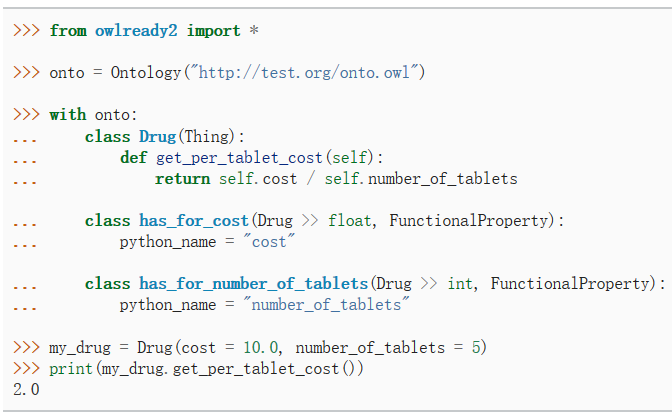 >>> from owlready2 import *
>>> onto = Ontology("http://test.org/onto.owl")
>>> with onto:
...     class Drug(Thing):
...         def get_per_tablet_cost(self):
...             return self.cost / self.number_of_tablets
...     class has_for_cost(Drug >> float, FunctionalProperty):
...         python_name = "cost"
...     class has_for_number_of_tablets(Drug >> int, FunctionalProperty):
...         python_name = "number_of_tablets"
>>> my_drug = Drug(cost = 10.0, number_of_tablets = 5)
>>> print(my_drug.get_per_tablet_cost())
2.0